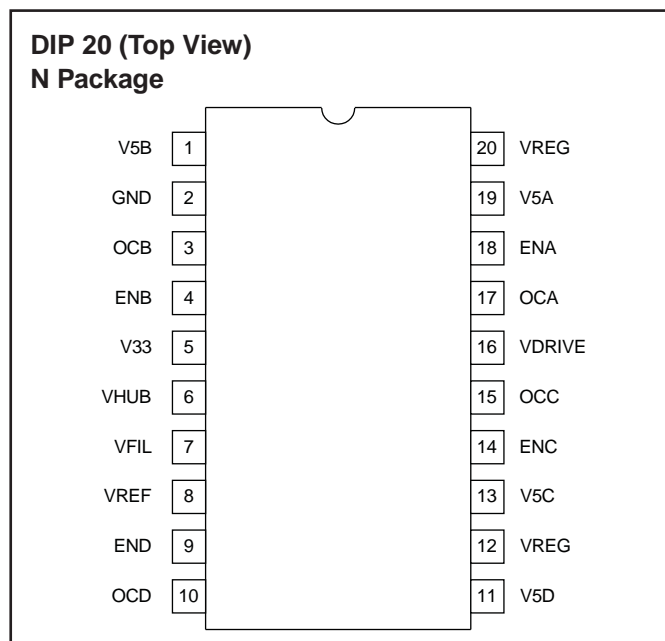 DIP 20 (Top View)
N Package
V5B 1 20 VREG
GND 2 19 V5A
OCB 3 18 ENA
ENB 4 17 OCA
V33 5 16 VDRIVE
VHUB 6 15 OCC
VFIL 7 14 ENC
VREF 8 13 V5C
END 9 12 VREG
OCD 10 11 V5D